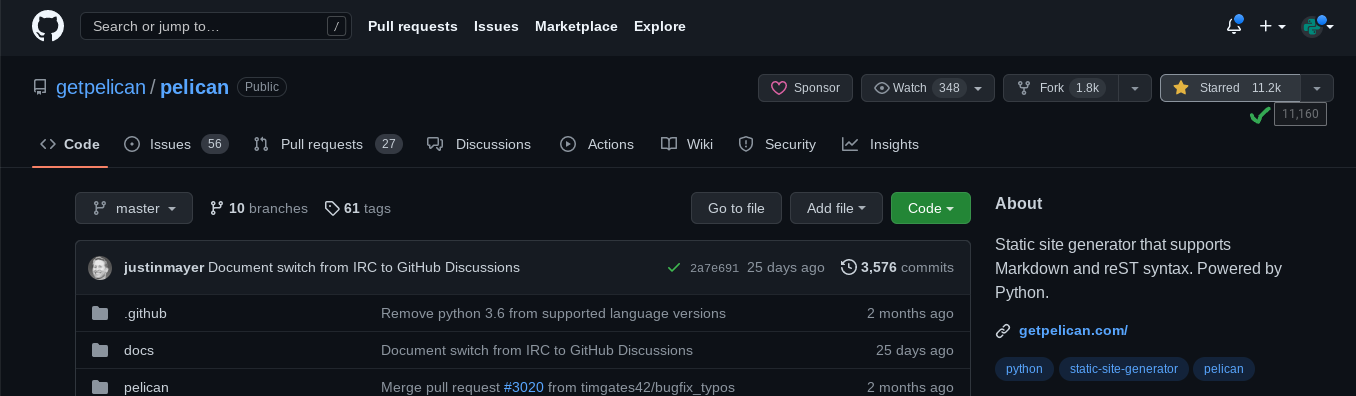 Search or jump to… / Pull requests Issues Marketplace Explore
getpelican / pelican Public Sponsor Watch 348 Fork 1.8k Starred 11.2k
11,160
Code Issues 56 Pull requests 27 Discussions Actions Wiki Security Insights
master 10 branches 61 tags Go to file Add file Code
About
Static site generator that supports
Markdown and reST syntax. Powered by
Python.
getpelican.com/
python static-site-generator pelican
justinmayer Document switch from IRC to GitHub Discussions 2a7e691 25 days ago 3,576 commits
.github Remove python 3.6 from supported language versions 2 months ago
docs Document switch from IRC to GitHub Discussions 25 days ago
pelican Merge pull request #3020 from timgates42/bugfix_typos 2 months ago